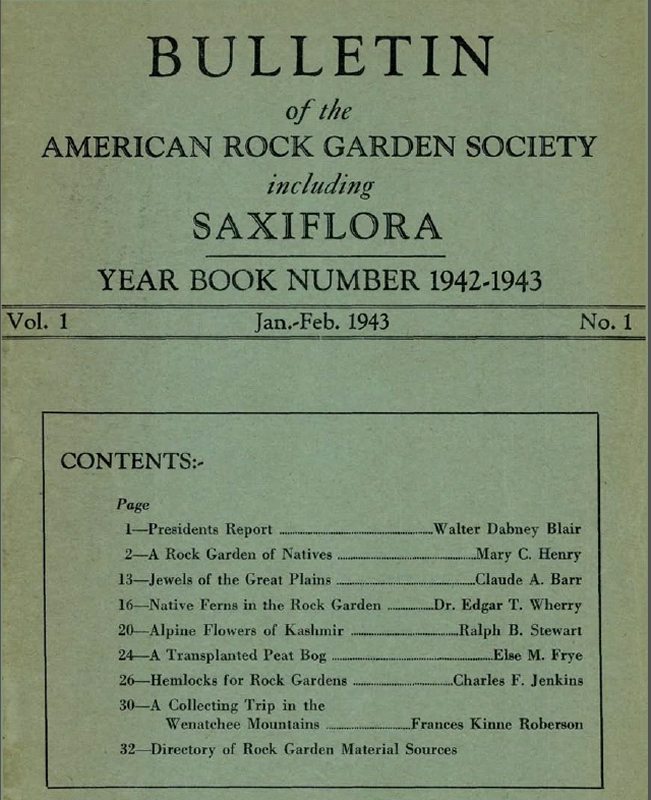 BULLETIN
of the
AMERICAN ROCK GARDEN SOCIETY
including
SAXIFLORA
YEAR BOOK NUMBER 1942-1943
Vol. 1 Jan.-Feb. 1943 No. 1
CONTENTS:-
Page
1—Presidents Report ........................................Walter Dabney Blair
2—A Rock Garden of Natives ....................................Mary C. Henry
13—Jewels of the Great Plains ....................................Claude A. Barr
16—Native Ferns in the Rock Garden ............Dr. Edgar T. Wherry
20—Alpine Flowers of Kashmir ............................Ralph B. Stewart
24—A Transplanted Peat Bog ..........................................Else M. Frye
26—Hemlocks for Rock Gardens ............................Charles F. Jenkins
30—A Collecting Trip in the
Wenatchee Mountains ......................Frances Kinne Roberson
32—Directory of Rock Garden Material Sources